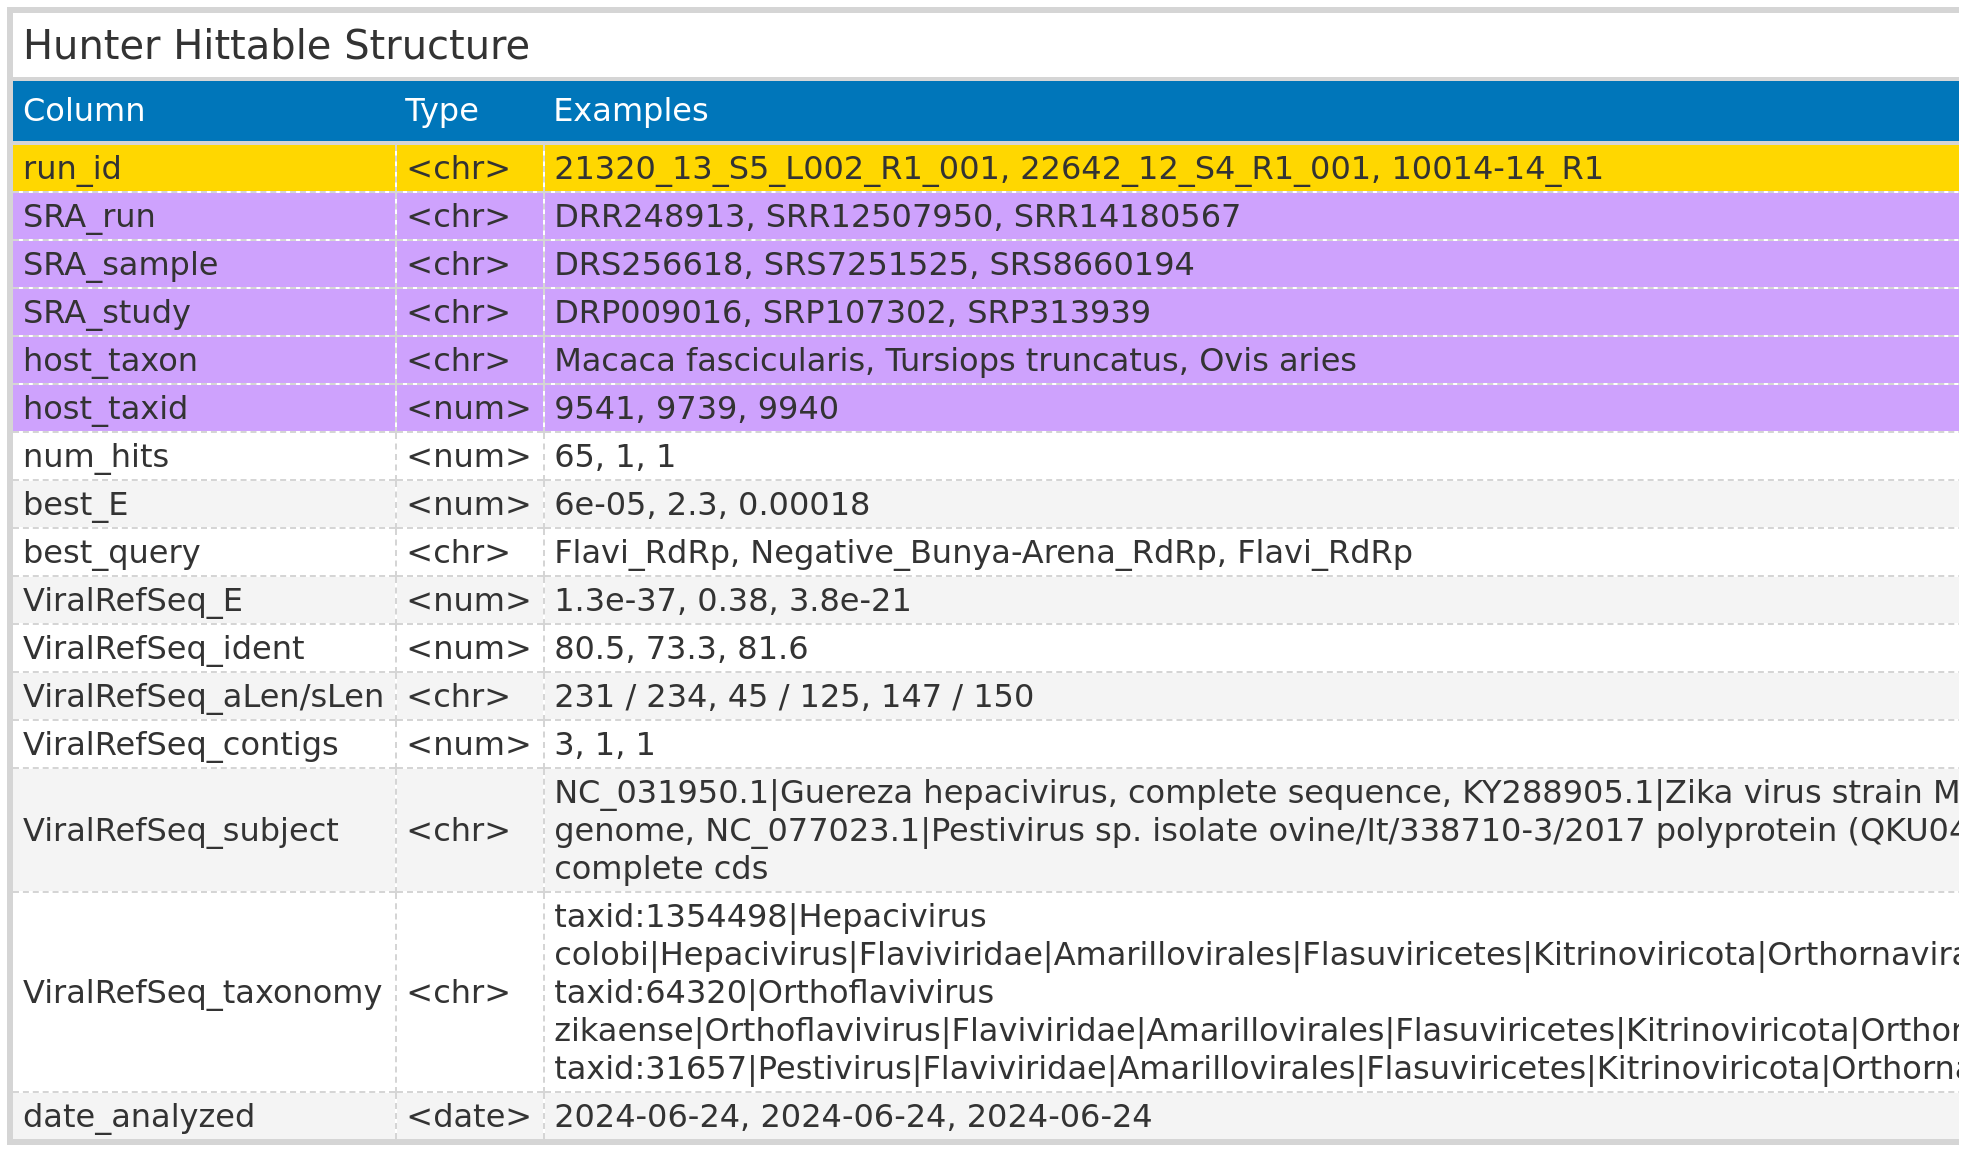 Hunter Hittable Structure
Column Type Examples
run_id <chr> 21320_13_S5_L002_R1_001, 22642_12_S4_R1_001, 10014-14_R1
SRA_run <chr> DRR248913, SRR12507950, SRR14180567
SRA_sample <chr> DRS256618, SRS7251525, SRS8660194
SRA_study <chr> DRP009016, SRP107302, SRP313939
host_taxon <chr> Macaca fascicularis, Tursiops truncatus, Ovis aries
host_taxid <num> 9541, 9739, 9940
num_hits <num> 65, 1, 1
best_E <num> 6e-05, 2.3, 0.00018
best_query <chr> Flavi_RdRp, Negative_Bunya-Arena_RdRp, Flavi_RdRp
ViralRefSeq_E <num> 1.3e-37, 0.38, 3.8e-21
ViralRefSeq_ident <num> 80.5, 73.3, 81.6
ViralRefSeq_aLen/sLen <chr> 231 / 234, 45 / 125, 147 / 150
ViralRefSeq_contigs <num> 3, 1, 1
NC_031950.1|Guereza hepacivirus, complete sequence, KY288905.1|Zika virus strain M
ViralRefSeq_subject <chr> genome, NC_077023.1|Pestivirus sp. isolate ovine/It/338710-3/2017 polyprotein (QKU04
complete cds
taxid:1354498|Hepacivirus
colobi|Hepacivirus|Flaviviridae|Amarillovirales|Flasuviricetes|Kitrinoviricota|Orthornavira
ViralRefSeq_taxonomy <chr> taxid:64320|Orthoflavivirus
zikaense|Orthoflavivirus|Flaviviridae|Amarillovirales|Flasuviricetes|Kitrinoviricota|Orthor
taxid:31657|Pestivirus|Flaviviridae|Amarillovirales|Flasuviricetes|Kitrinoviricota|Orthorna
date_analyzed <date> 2024-06-24, 2024-06-24, 2024-06-24